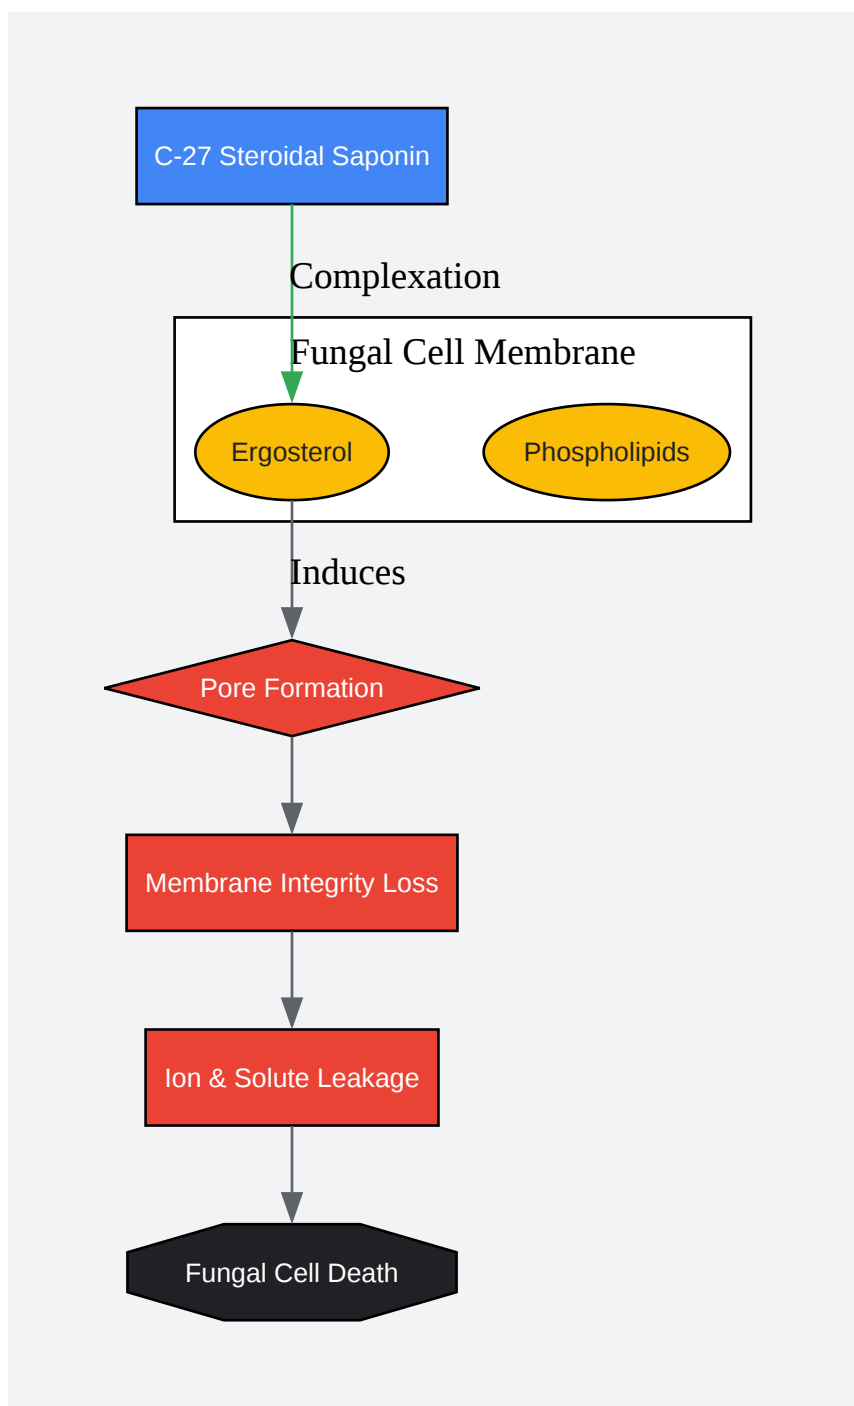 C-27 Steroidal Saponin
Complexation
Fungal Cell Membrane
Ergosterol
Phospholipids
Induces
Pore Formation
Membrane Integrity Loss
Ion & Solute Leakage
Fungal Cell Death